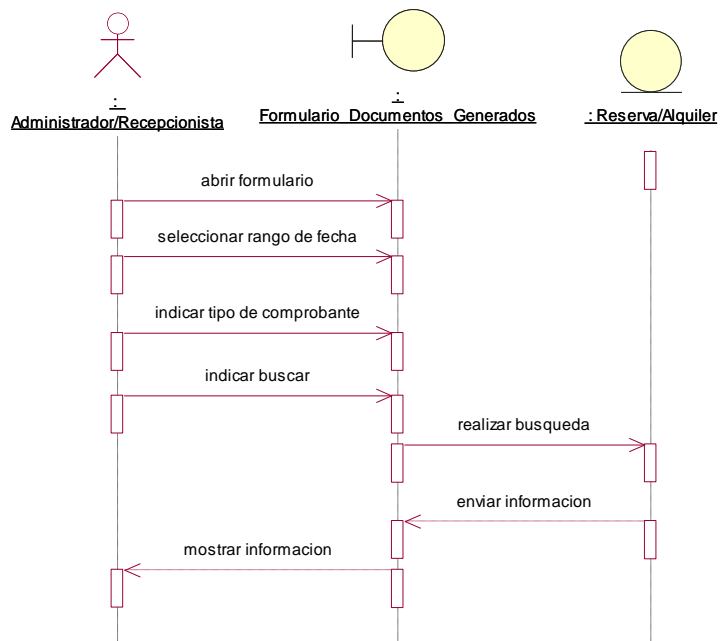 :
Administrador/Recepcionista
:
Formulario_Documentos_Generados
: Reserva/Alquiler
abrir formulario
seleccionar rango de fecha
indicar tipo de comprobante
indicar buscar
realizar busqueda
enviar informacion
mostrar informacion